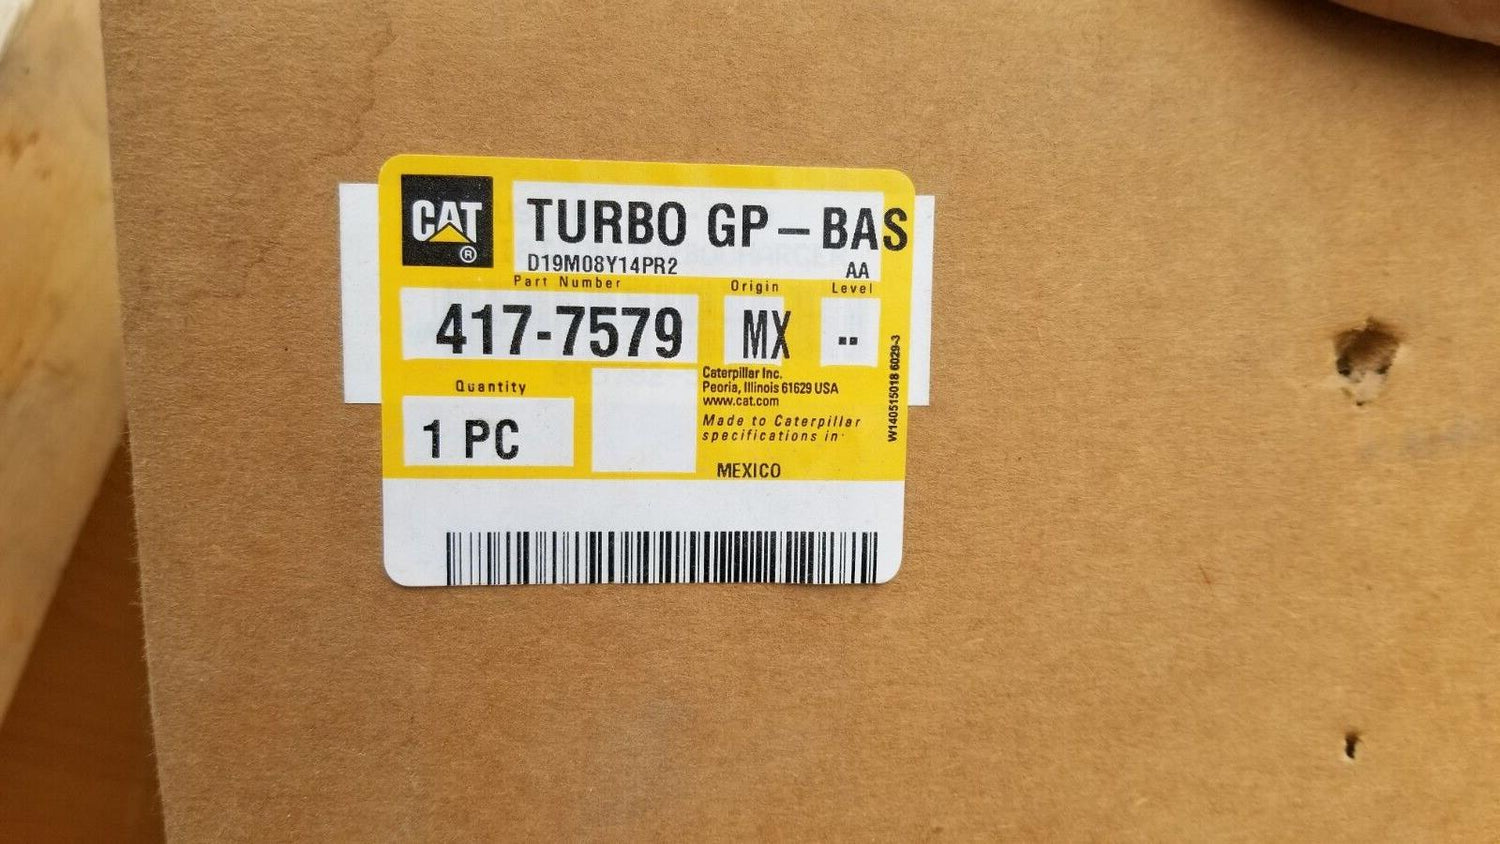 CAT ®
TURBO GP – BAS
D19M08Y14PR2 AA
Part Number Origin Level
417-7579 MX --
Quantity
1 PC
Caterpillar Inc.
Peoria, Illinois 61629 USA
www.cat.com
Made to Caterpillar
specifications in:
MEXICO
W140515018 6029-3